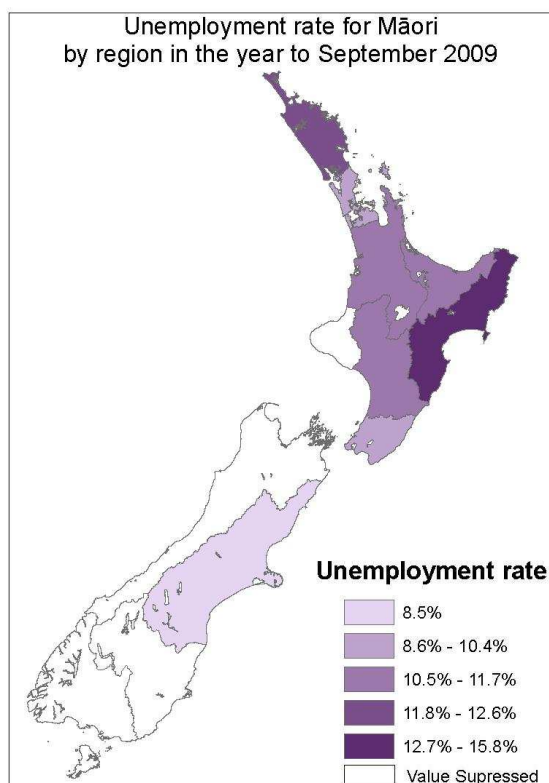 Unemployment rate for Māori
by region in the year to September 2009
Unemployment rate
8.5%
8.6% - 10.4%
10.5% - 11.7%
11.8% - 12.6%
12.7% - 15.8%
Value Supressed